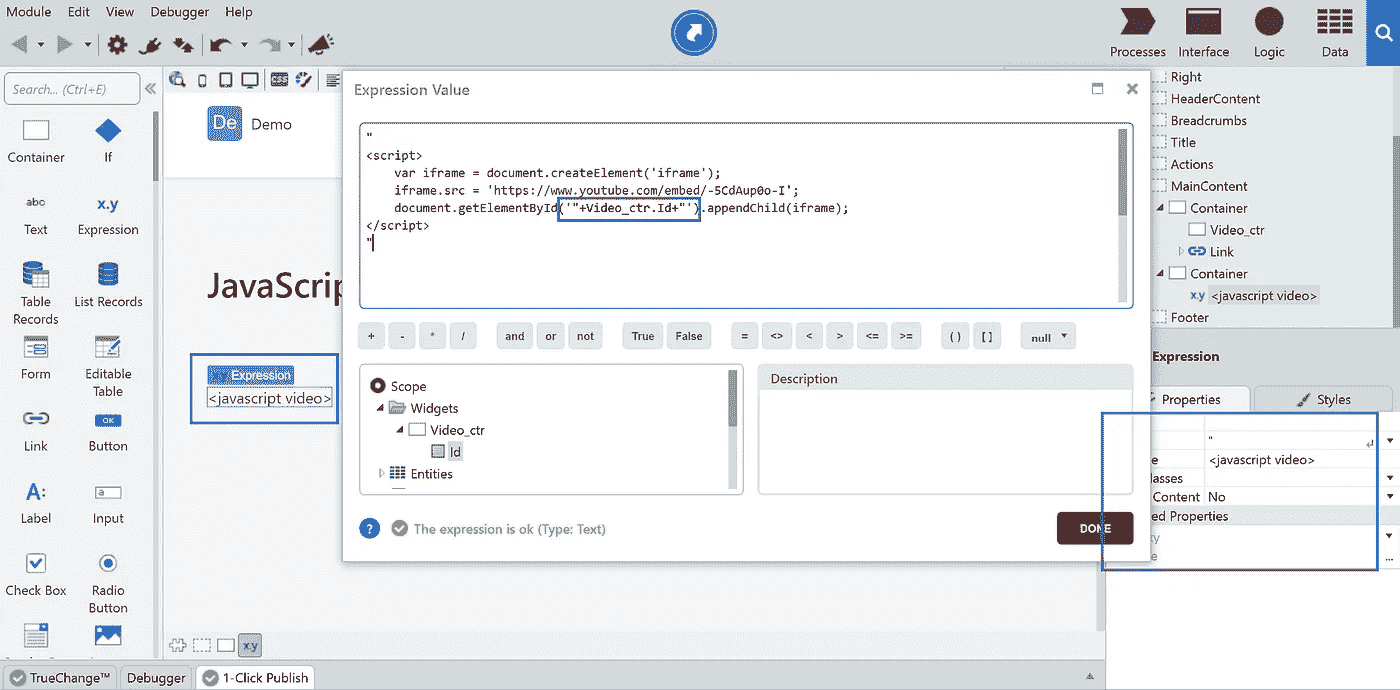 Module Edit View Debugger Help
Processes Interface Logic Data
Search... (Ctrl+E)
Container If
Text Expression
Table Records List Records
Form Editable Table
Link Button
Label Input
Check Box Radio Button
abc x.y
OK
A: a
CSS
De Demo
JavaScrip
Expression
<javascript video>
Expression Value
"
<script>
var iframe = document.createElement('iframe');
iframe.src = 'https://www.youtube.com/embed/-5CdAup0o-I';
document.getElementById('"+Video_ctr.Id+"').appendChild(iframe);
</script>
"
+ - * / and or not True False = <> < > <= >= ( ) [ ] null
Scope
Widgets
Video_ctr
Id
Entities
Description
? The expression is ok (Type: Text)
DONE
Right
HeaderContent
Breadcrumbs
Title
Actions
MainContent
Container
Video_ctr
Link
Container
x.y <javascript video>
Footer
Expression
Properties Styles
"
e <javascript video>
lasses
Content No
ed Properties
zy
e ...
x.y
TrueChange™ Debugger 1-Click Publish